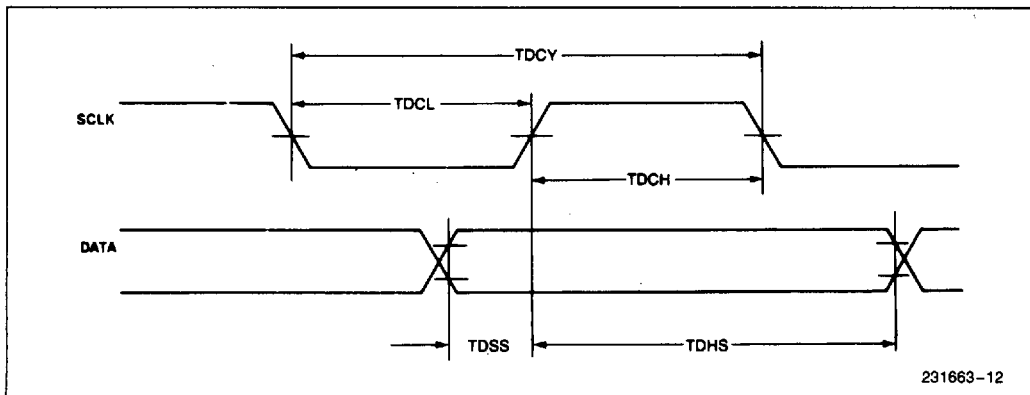 TDCY
TDCL
SCLK
TDCH
DATA
TDSS
TDHS
231663-12